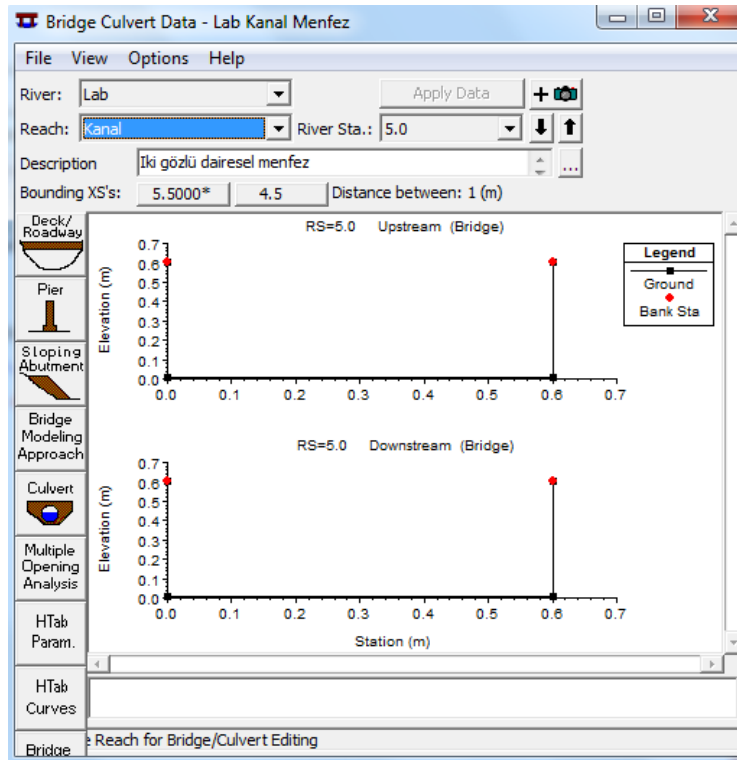 Bridge Culvert Data - Lab Kanal Menfez
File View Options Help
River: Lab Apply Data
Reach: Kanal River Sta.: 5.0
Description Iki gözlü dairesel menfez ...
Bounding XS's: 5.5000* 4.5 Distance between: 1 (m)
Deck/
Roadway
Pier
Sloping
Abutment
Bridge
Modeling
Approach
Culvert
Multiple
Opening
Analysis
HTab
Param.
HTab
Curves
Bridge
RS=5.0 Upstream (Bridge)
Elevation (m)
0.7
0.6
0.5
0.4
0.3
0.2
0.1
0.0
0.0 0.1 0.2 0.3 0.4 0.5 0.6 0.7
Legend
Ground
Bank Sta
RS=5.0 Downstream (Bridge)
Elevation (m)
0.7
0.6
0.5
0.4
0.3
0.2
0.1
0.0
0.0 0.1 0.2 0.3 0.4 0.5 0.6 0.7
Station (m)
Reach for Bridge/Culvert Editing